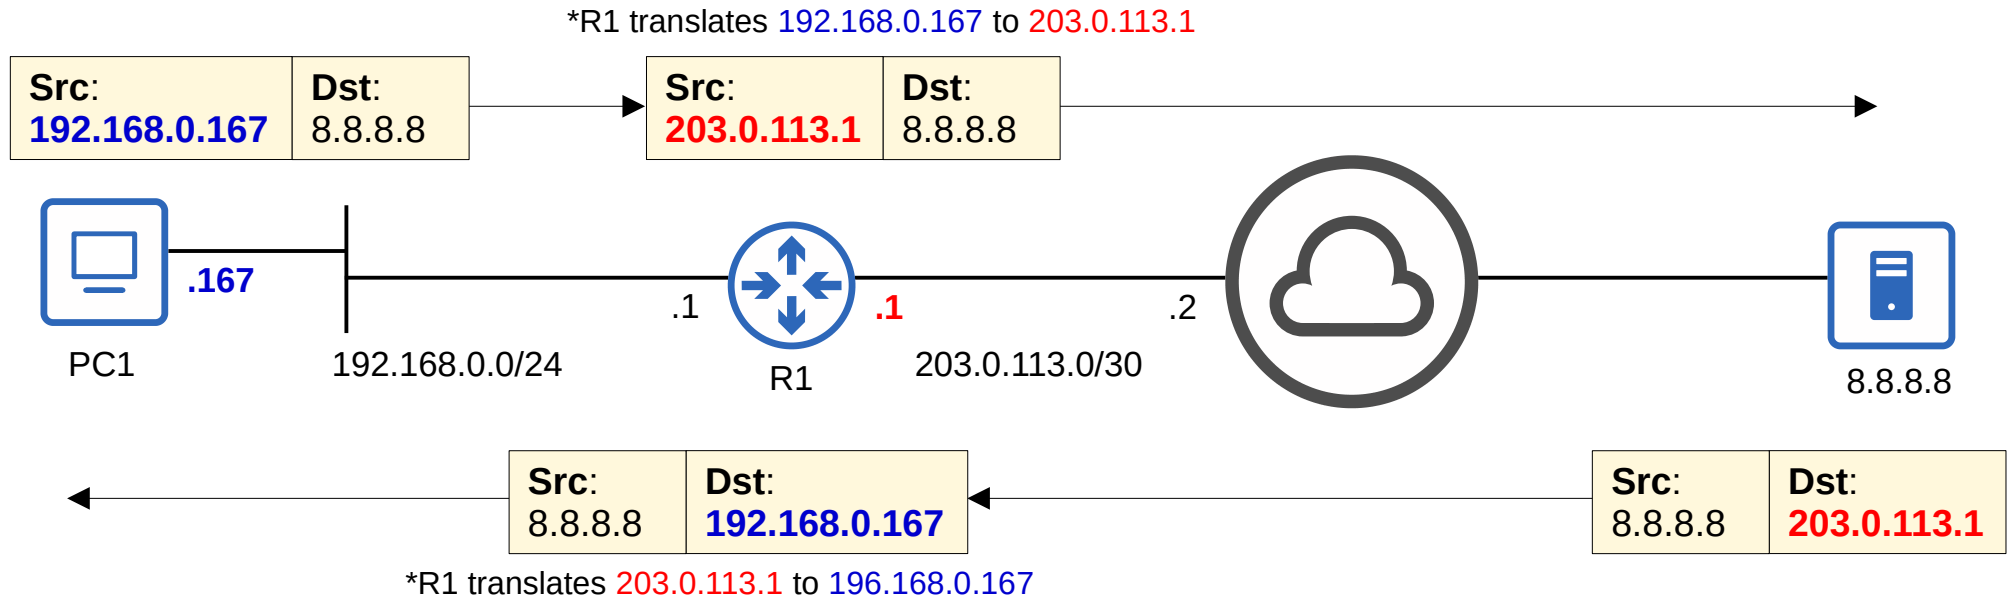 *R1 translates 192.168.0.167 to 203.0.113.1
Src: Dst:
192.168.0.167 8.8.8.8
Src: Dst:
203.0.113.1 8.8.8.8
.167
.1
.1
.2
PC1
192.168.0.0/24
R1
203.0.113.0/30
8.8.8.8
Src: Dst:
8.8.8.8 192.168.0.167
Src: Dst:
8.8.8.8 203.0.113.1
*R1 translates 203.0.113.1 to 196.168.0.167